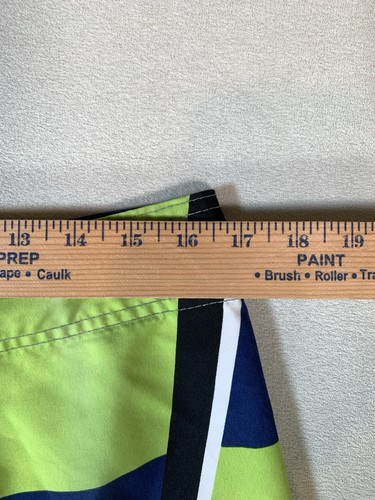 13 14 15 16 17 18 19
PREP PAINT
ape • Caulk • Brush • Roller • Tra